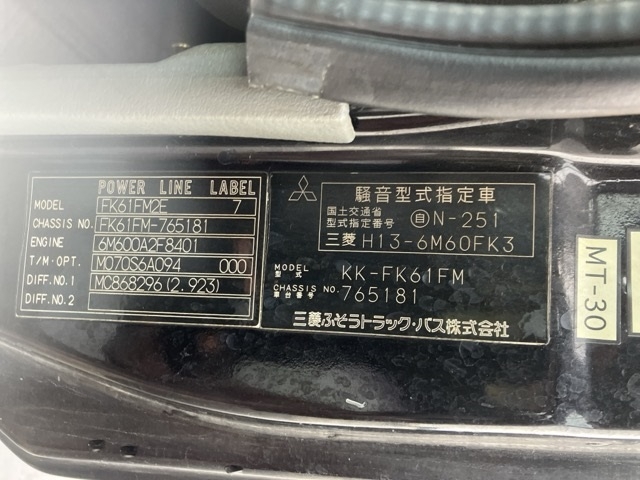 POWER LINE LABEL
MODEL FK61FM2E 7
CHASSIS NO. FK61FM-765181
ENGINE 6M600A2F8401
T/M-OPT. M070S6A094 000
DIFF.NO.1 MC868296(2.923)
DIFF.NO.2
騒音型式指定車
国土交通省
型式指定番号 自N-251
三菱 H13-6M60FK3
MODEL
型式 KK-FK61FM
CHASSIS NO.
車台番号 765181
三菱ふそうトラック・バス株式会社
MT-30